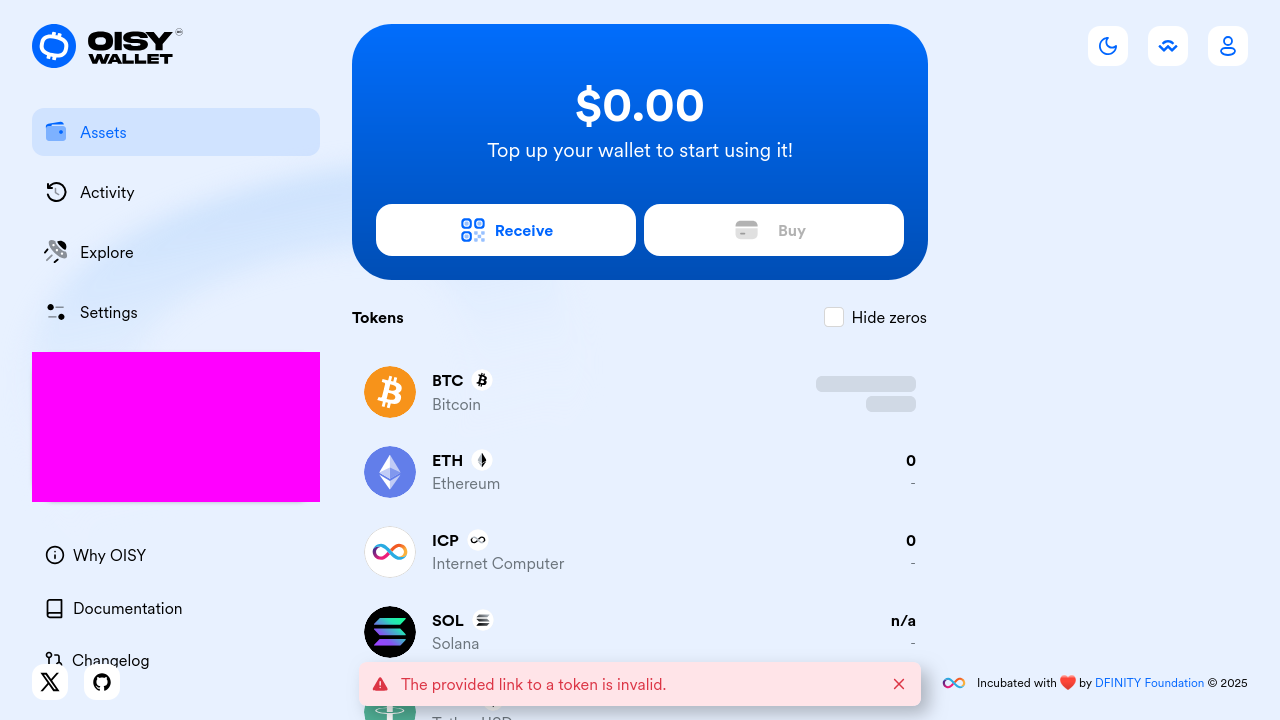 OISY
WALLET
Assets
Activity
Explore
Settings
Why OISY
Documentation
Changelog
$0.00
Top up your wallet to start using it!
Receive
Buy
Tokens
Hide zeros
BTC
Bitcoin
ETH
0
Ethereum
-
ICP
0
Internet Computer
-
SOL
n/a
Solana
-
The provided link to a token is invalid.
Incubated with ❤️ by DFINITY Foundation © 2025